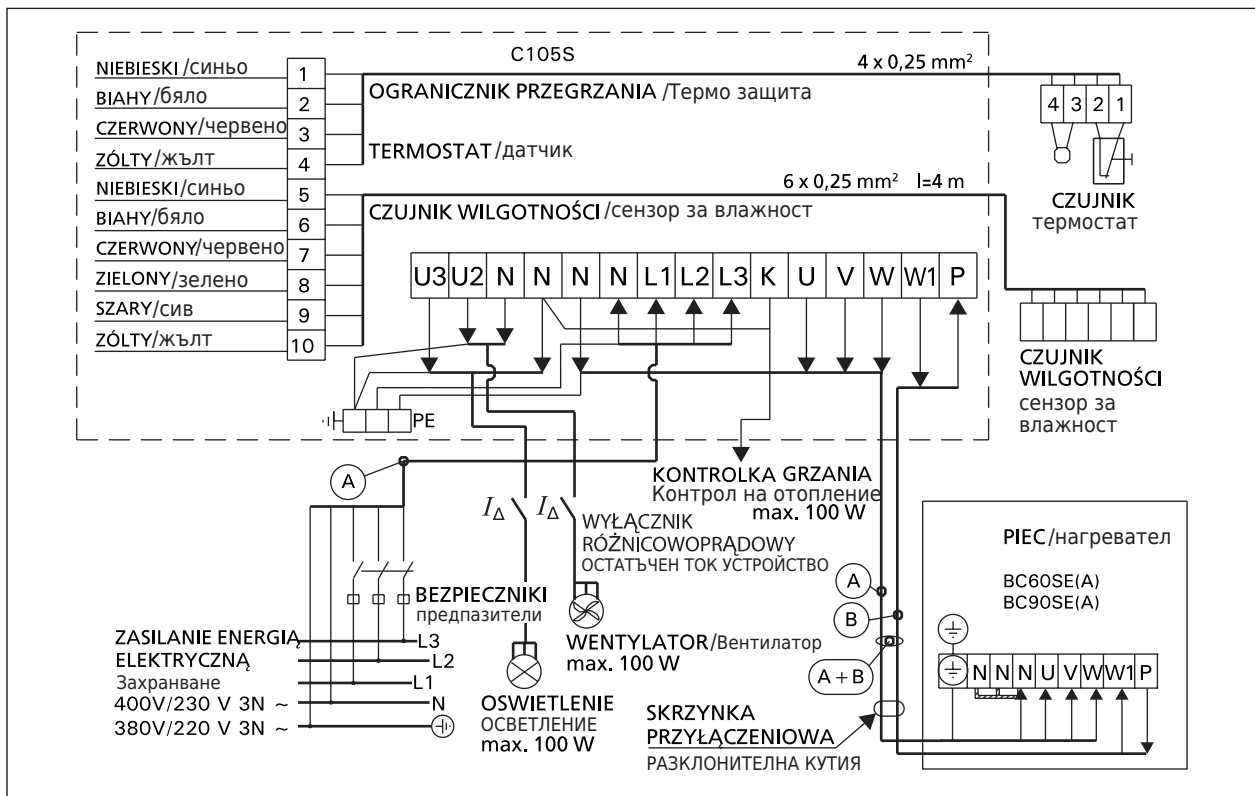 C105S
NIEBIESKI /синьо 1
BIAHY/бяло 2
CZERWONY/червено 3
ZÓLTY/жълт 4
NIEBIESKI/синьо 5
BIAHY/бяло 6
CZERWONY/червено 7
ZIELONY/зелено 8
SZARY/сив 9
ZÓLTY/жълт 10
4 x 0,25 mm²
OGRANICZNIK PRZEGRZANIA /Термо защита
TERMOSTAT/датчик
4 3 2 1
CZUJNIK
термостат
6 x 0,25 mm² l=4 m
CZUJNIK WILGOTNOŚCI/сензор за влажност
U3 U2 N N N N L1 L2 L3 K U V W W1 P
CZUJNIK
WILGOTNOŚCI
сензор за
влажност
PE
A
KONTROLKA GRZANIA
Контрол на отопление
max. 100 W
I∆ I∆
WYŁĄCZNIK
RÓŻNICOWOPRĄDOWY
ОСТАТЪЧЕН ТОК УСТРОЙСТВО
BEZPIECZNIKI
предпазители
WENTYLATOR/Вентилатор
max. 100 W
ZASILANIE ENERGIĄ
ELEKTRYCZNĄ
Захранване
400V/230 V 3N ~
380V/220 V 3N ~
L3
L2
L1
N
OSWIETLENIE
ОСВЕТЛЕНИЕ
max. 100 W
A
B
A + B
SKRZYNKA
PRZYŁĄCZENIOWA
РАЗКЛОНИТЕЛНА КУТИЯ
PIEC/нагревател
BC60SE(A)
BC90SE(A)
N N N U V W W1 P